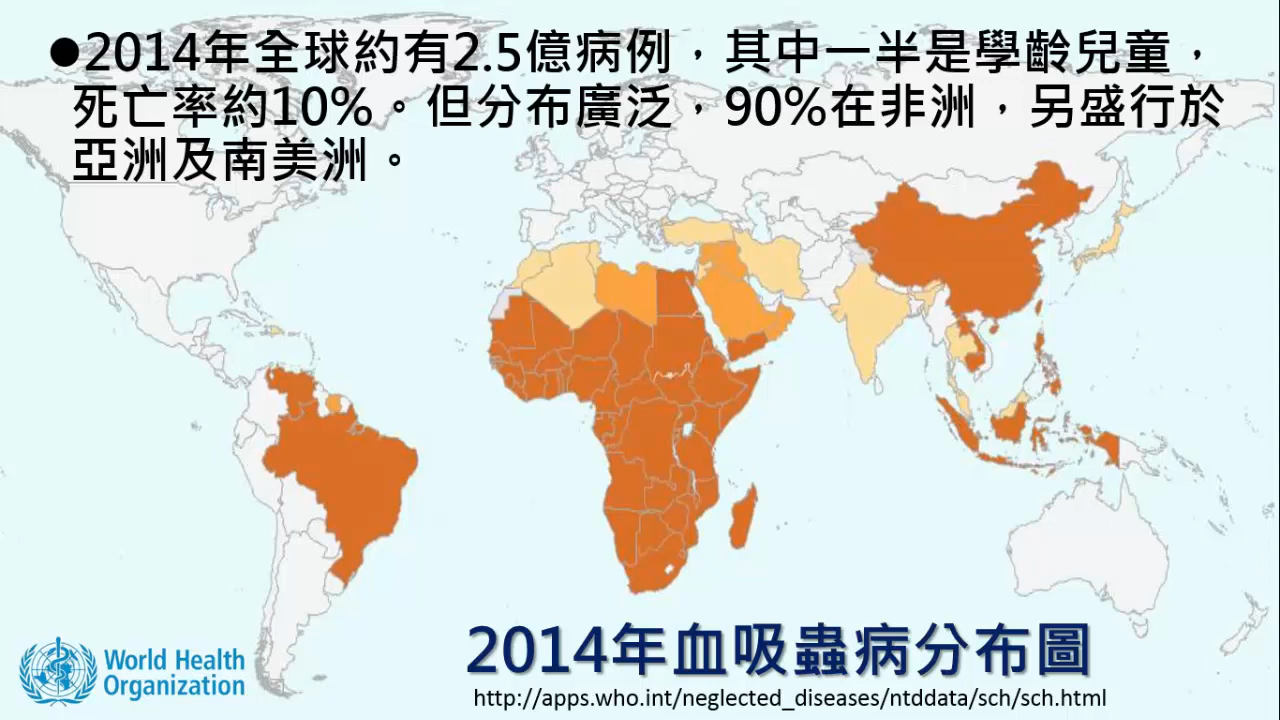 ●2014年全球約有2.5億病例，其中一半是學齡兒童，
死亡率約10%。但分布廣泛，90%在非洲，另盛行於
亞洲及南美洲。
2014年血吸蟲病分布圖
http://apps.who.int/neglected_diseases/ntddata/sch/sch.html
World Health
Organization